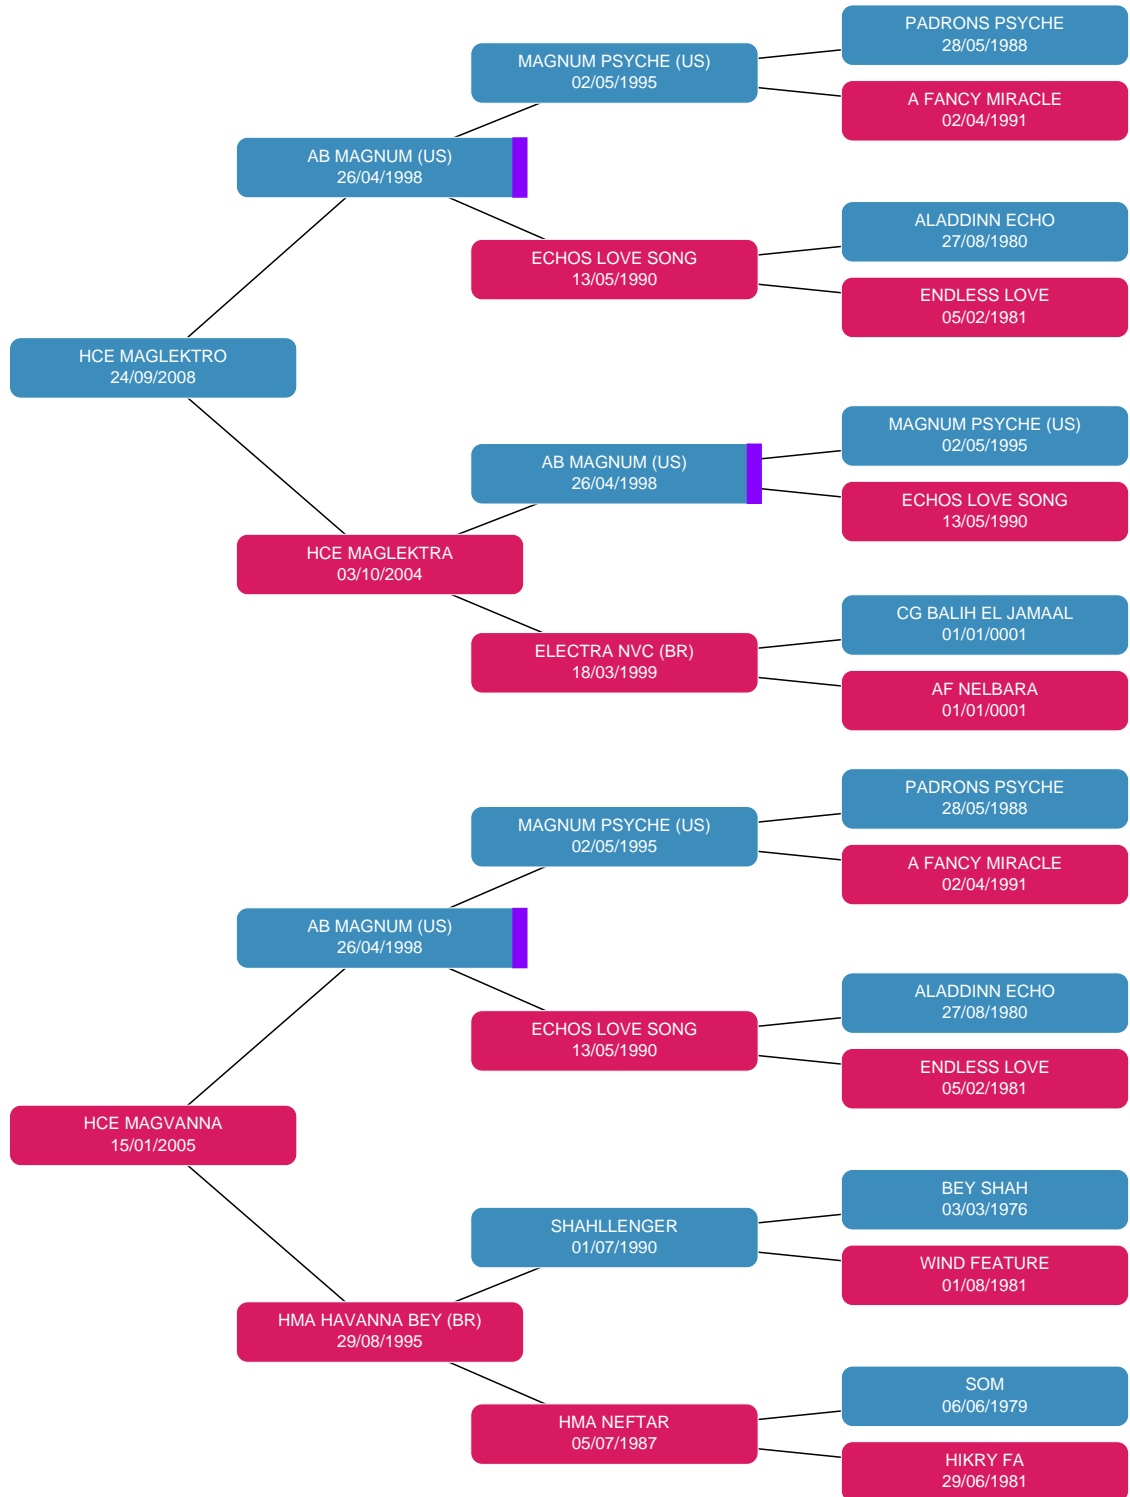 PADRONS PSYCHE
28/05/1988
MAGNUM PSYCHE (US)
02/05/1995
A FANCY MIRACLE
02/04/1991
AB MAGNUM (US)
26/04/1998
ALADDINN ECHO
27/08/1980
ECHOS LOVE SONG
13/05/1990
ENDLESS LOVE
05/02/1981
HCE MAGLEKTRO
24/09/2008
MAGNUM PSYCHE (US)
02/05/1995
AB MAGNUM (US)
26/04/1998
ECHOS LOVE SONG
13/05/1990
HCE MAGLEKTRA
03/10/2004
CG BALIH EL JAMAAL
01/01/0001
ELECTRA NVC (BR)
18/03/1999
AF NELBARA
01/01/0001
PADRONS PSYCHE
28/05/1988
MAGNUM PSYCHE (US)
02/05/1995
A FANCY MIRACLE
02/04/1991
AB MAGNUM (US)
26/04/1998
ALADDINN ECHO
27/08/1980
ECHOS LOVE SONG
13/05/1990
ENDLESS LOVE
05/02/1981
HCE MAGVANNA
15/01/2005
BEY SHAH
03/03/1976
SHAHLLENGER
01/07/1990
WIND FEATURE
01/08/1981
HMA HAVANNA BEY (BR)
29/08/1995
SOM
06/06/1979
HMA NEFTAR
05/07/1987
HIKRY FA
29/06/1981